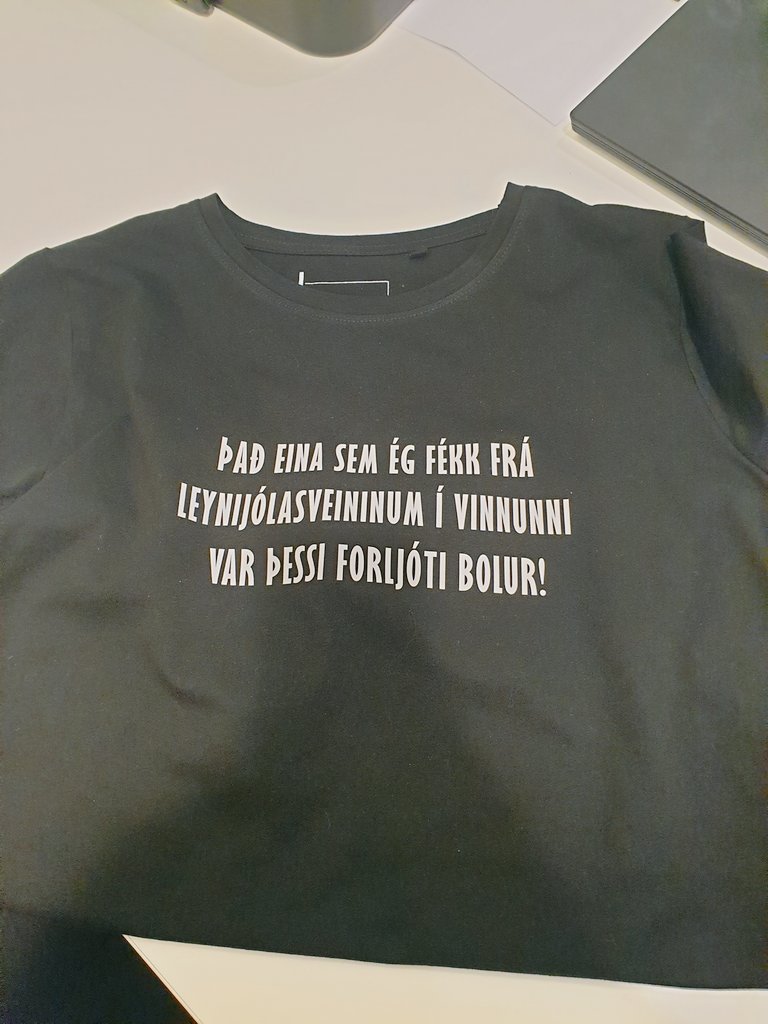 ÞAÐ EINA SEM ÉG FÉKK FRÁ
LEYNIJÓLASVEININUM Í VINNUNNI
VAR ÞESSI FORLJÓTI BOLUR!